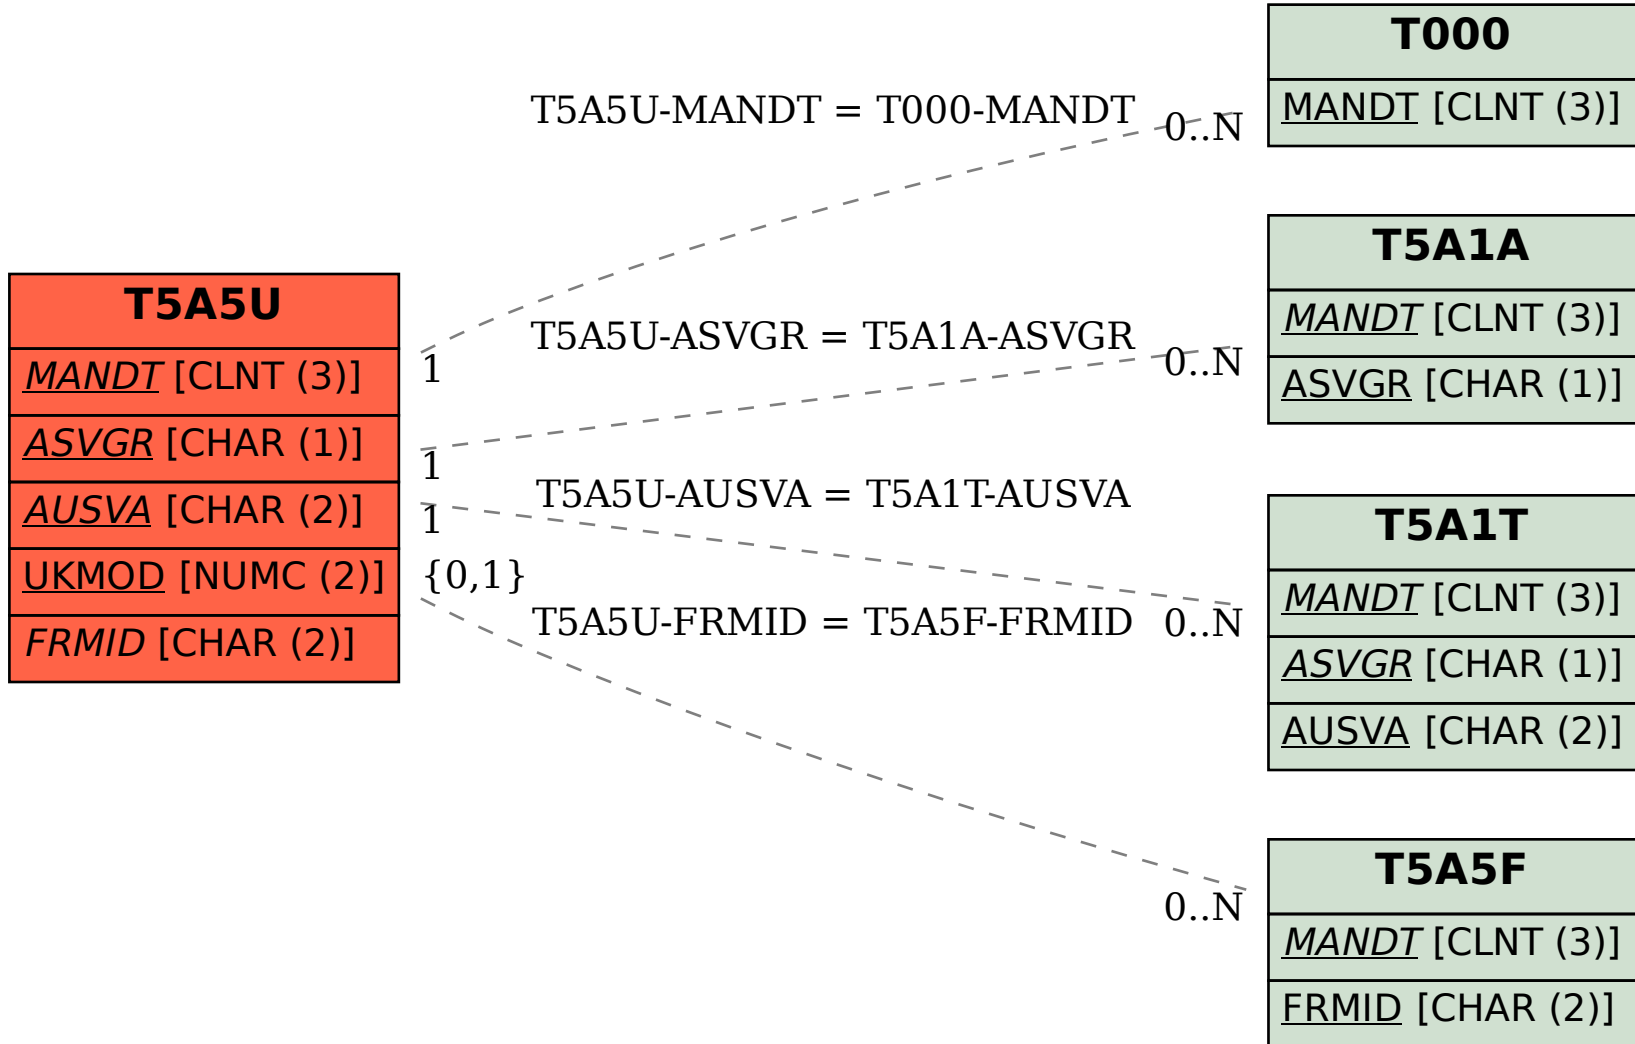 T5A5U
MANDT [CLNT (3)]
ASVGR [CHAR (1)]
AUSVA [CHAR (2)]
UKMOD [NUMC (2)]
FRMID [CHAR (2)]
T5A5U-MANDT = T000-MANDT
0..N
1
T5A5U-ASVGR = T5A1A-ASVGR
0..N
1
T5A5U-AUSVA = T5A1T-AUSVA
1
{0,1}
T5A5U-FRMID = T5A5F-FRMID
0..N
0..N
T000
MANDT [CLNT (3)]
T5A1A
MANDT [CLNT (3)]
ASVGR [CHAR (1)]
T5A1T
MANDT [CLNT (3)]
ASVGR [CHAR (1)]
AUSVA [CHAR (2)]
T5A5F
MANDT [CLNT (3)]
FRMID [CHAR (2)]